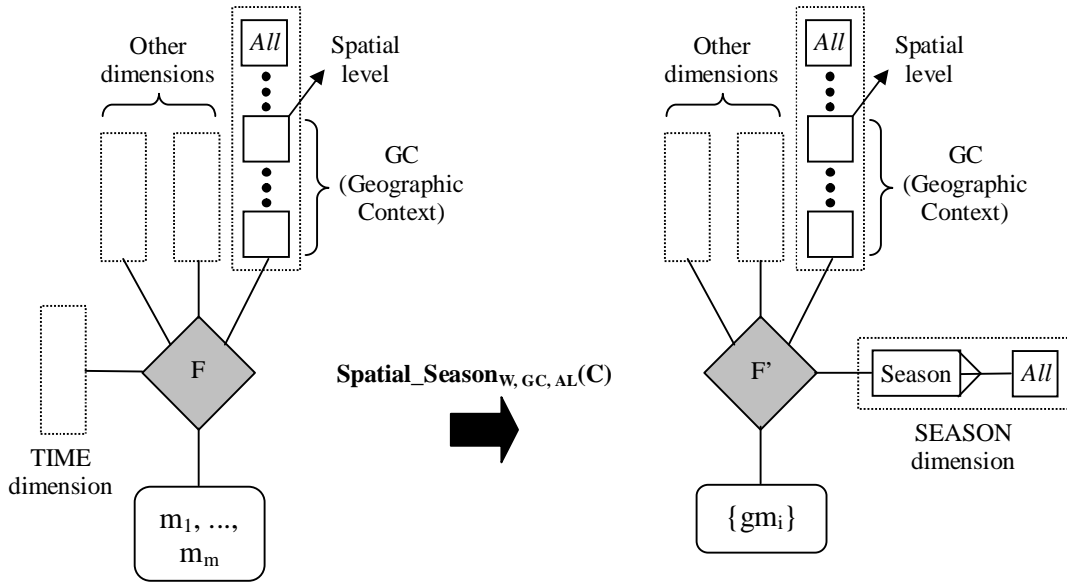 All
Other
dimensions
Spatial
level
GC
(Geographic
Context)
F
TIME
dimension
m1, ...,
mm
Spatial_SeasonW, GC, AL(C)
All
Other
dimensions
Spatial
level
GC
(Geographic
Context)
F’
Season
All
SEASON
dimension
{gmi}